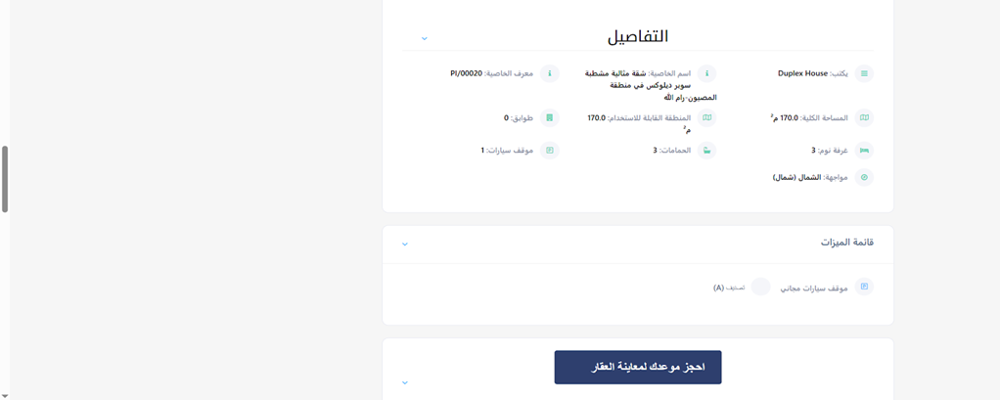 التفاصيل
يكتب: Duplex House
اسم الخاصية: شقة مثالية مشطبة
سوبر ديلوكس في منطقة
المصيون-رام الله
معرف الخاصية: PI/00020
المساحة الكلية: 170.0 م²
المنطقة القابلة للاستخدام: 170.0
م²
طوابق: 0
غرفة نوم: 3
الحمامات: 3
موقف سيارات: 1
مواجهة: الشمال (شمال)
قائمة الميزات
موقف سيارات مجاني
تصنيف (A)
احجز موعدك لمعاينة العقار